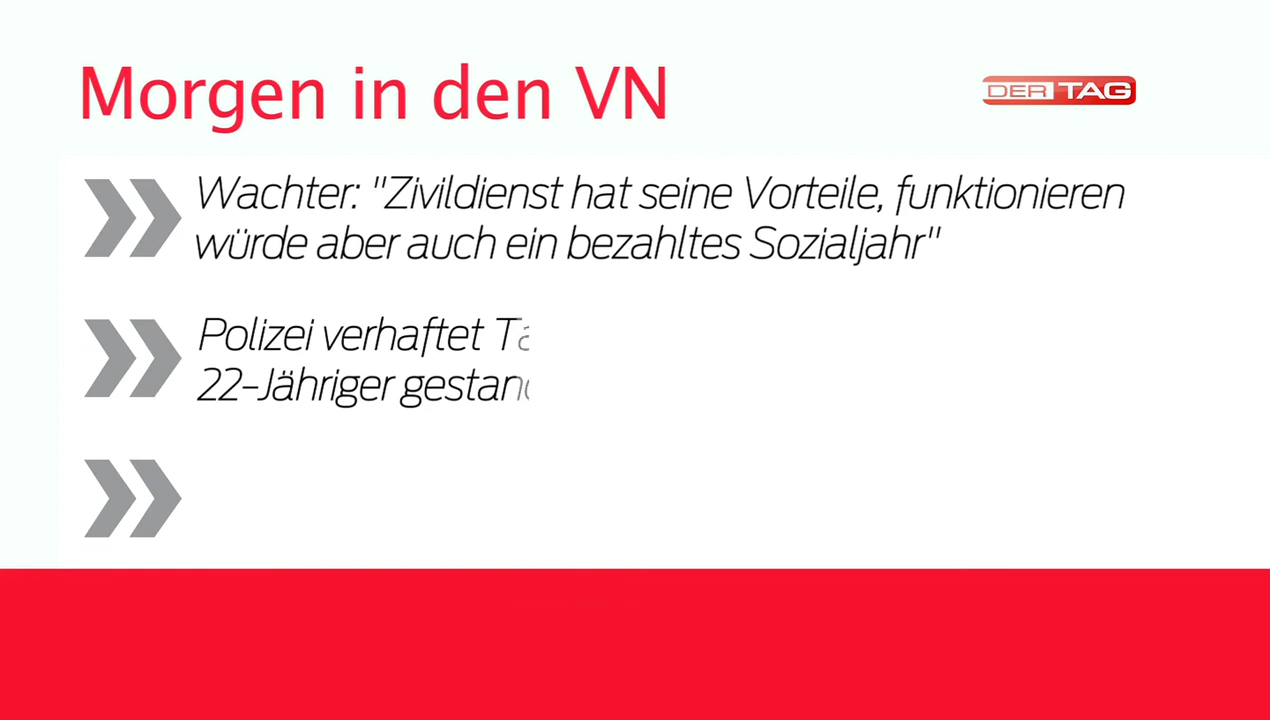 Morgen in den VN
DER TAG
Wachter: "Zivildienst hat seine Vorteile, funktionieren
würde aber auch ein bezahltes Sozialjahr"
Polizei verhaftet
22-Jähriger